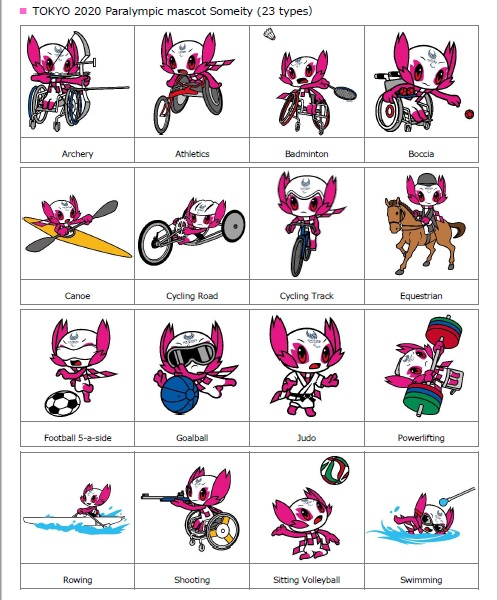 TOKYO 2020 Paralympic mascot Someity (23 types)
Archery
Athletics
Badminton
Boccia
Canoe
Cycling Road
Cycling Track
Equestrian
Football 5-a-side
Goalball
Judo
Powerlifting
Rowing
Shooting
Sitting Volleyball
Swimming